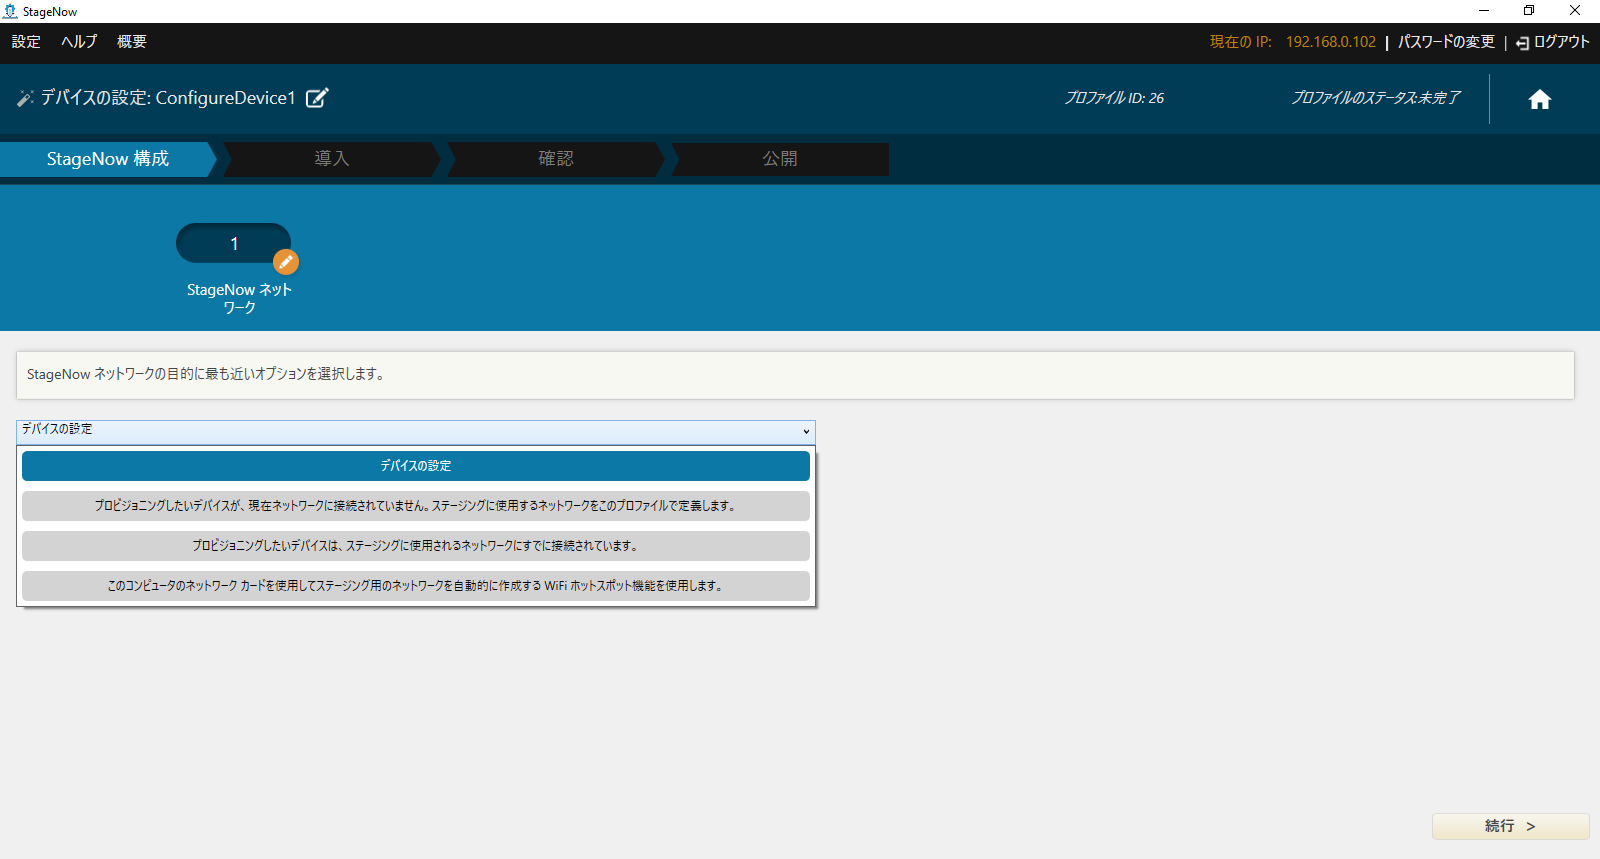 StageNow
設定 ヘルプ 概要
現在の IP: 192.168.0.102 | パスワードの変更 | ログアウト
デバイスの設定: ConfigureDevice1
プロファイル ID: 26
プロファイルのステータス:未完了
StageNow 構成
導入
確認
公開
1
StageNow ネット
ワーク
StageNow ネットワークの目的に最も近いオプションを選択します。
デバイスの設定
デバイスの設定
プロビジョニングしたいデバイスが、現在ネットワークに接続されていません。ステージングに使用するネットワークをこのプロファイルで定義します。
プロビジョニングしたいデバイスは、ステージングに使用されるネットワークにすでに接続されています。
このコンピュータのネットワーク カードを使用してステージング用のネットワークを自動的に作成する WiFi ホットスポット機能を使用します。
続行 >